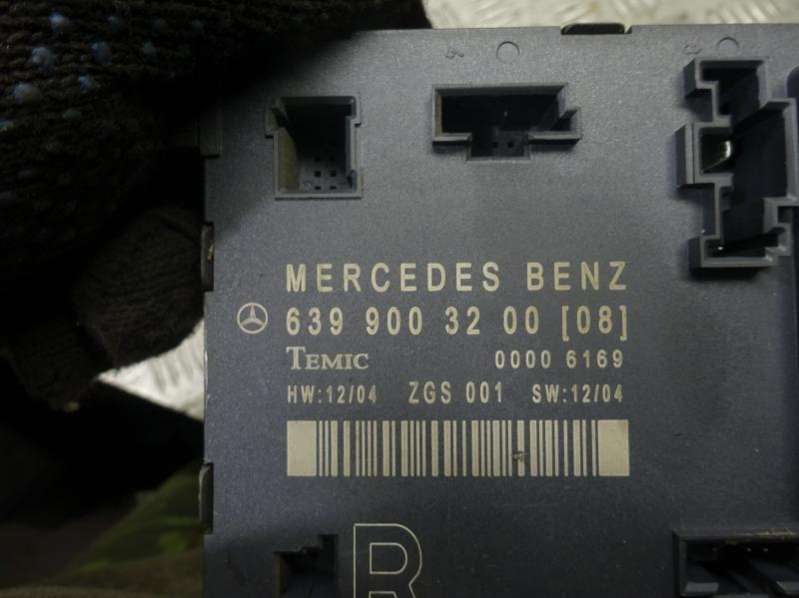 MERCEDES BENZ
639 900 32 00 [08]
TEMIC 0000 6169
HW:12/04 ZGS 001 SW:12/04
R